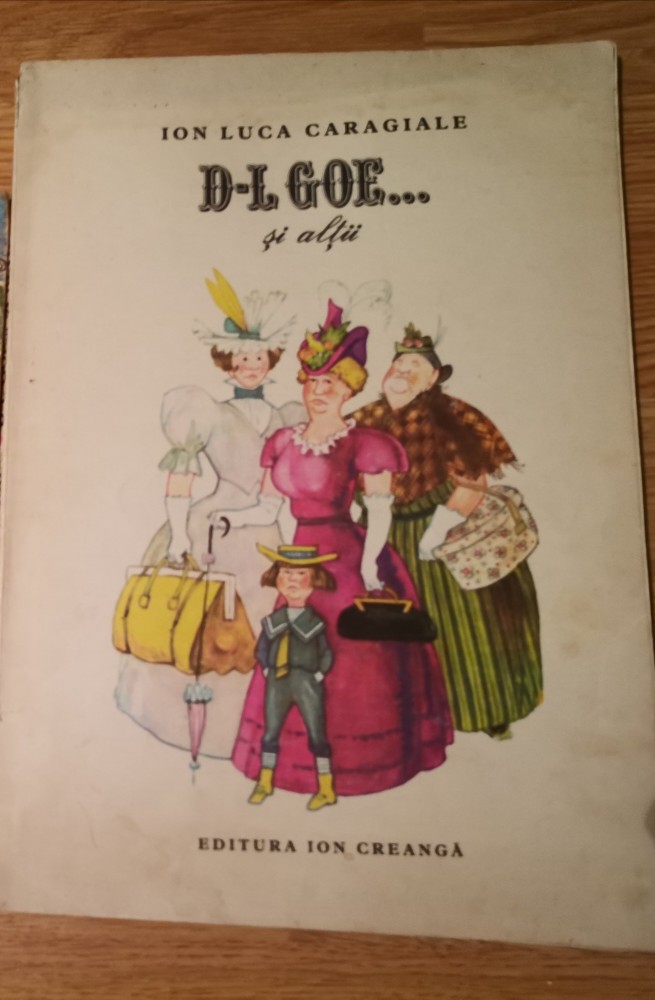 ION LUCA CARAGIALE
D-L GOE...
și alții
EDITURA ION CREANGĂ